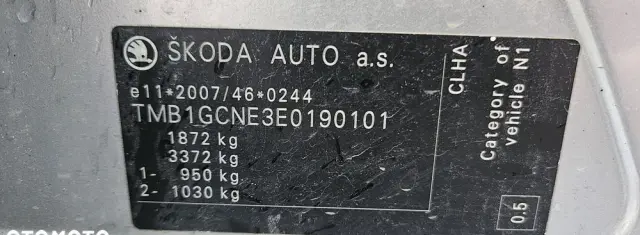 ŠKODA AUTO a.s.
e11*2007/46*0244
TMB1GCNE3E0190101
1872 kg
3372 kg
1- 950 kg
2- 1030 kg
CLHA
Category of
vehicle N1
0.5
OTOMOTO